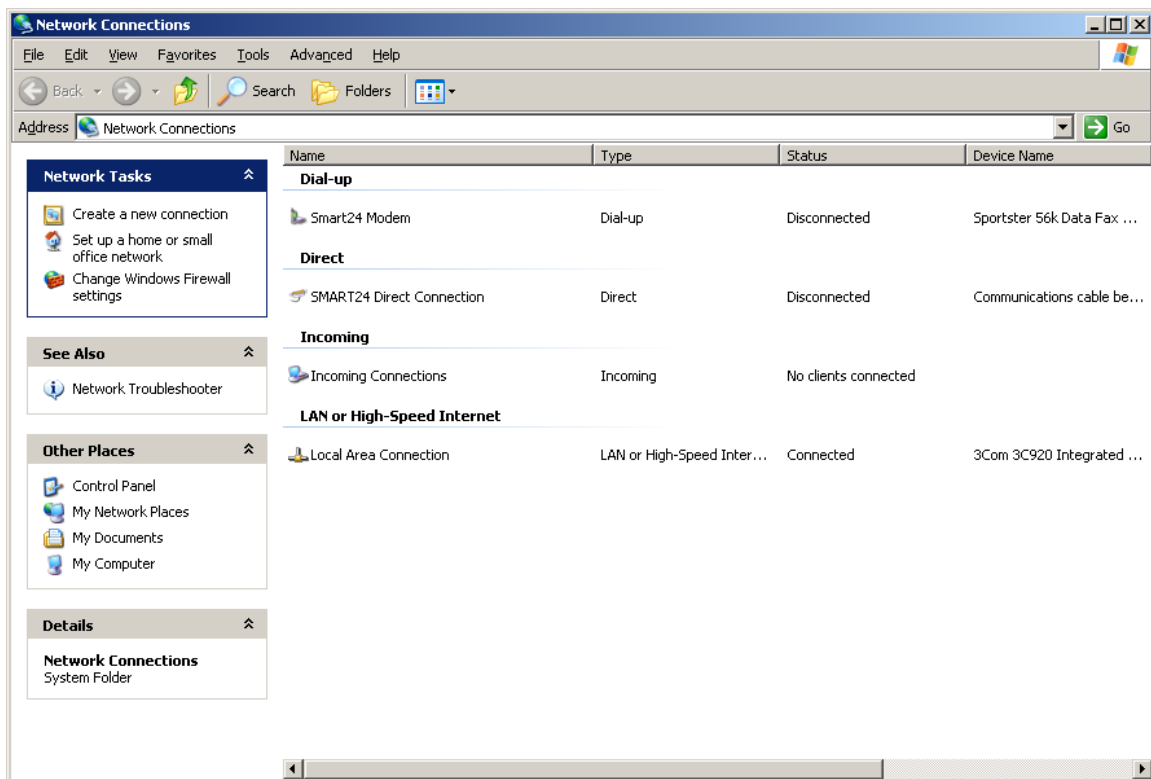 Network Connections
File Edit View Favorites Tools Advanced Help
Back Search Folders
Address Network Connections Go
Network Tasks
Create a new connection
Set up a home or small
office network
Change Windows Firewall
settings
See Also
Network Troubleshooter
Other Places
Control Panel
My Network Places
My Documents
My Computer
Details
Network Connections
System Folder
Name Type Status Device Name
Dial-up
Smart24 Modem Dial-up Disconnected Sportster 56k Data Fax ...
Direct
SMART24 Direct Connection Direct Disconnected Communications cable be...
Incoming
Incoming Connections Incoming No clients connected
LAN or High-Speed Internet
Local Area Connection LAN or High-Speed Inter... Connected 3Com 3C920 Integrated ...